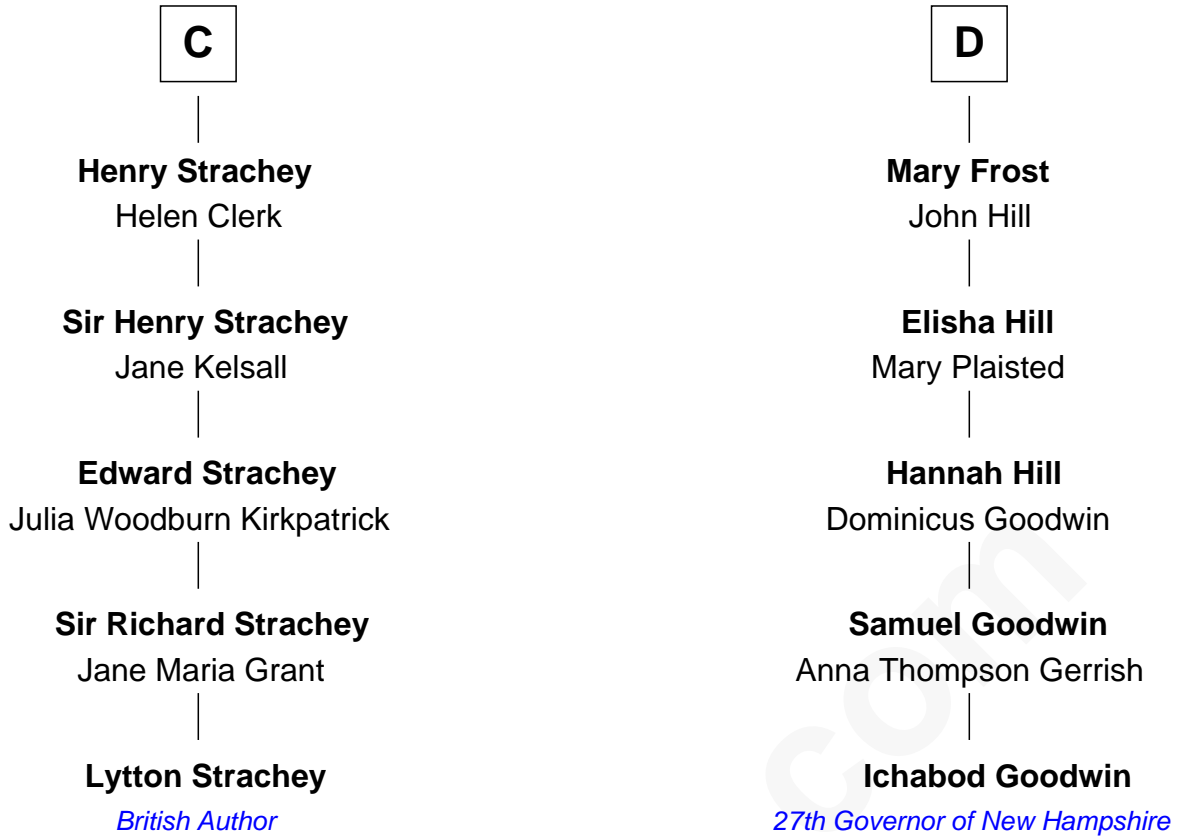 C
Henry Strachey
Helen Clerk
Sir Henry Strachey
Jane Kelsall
Edward Strachey
Julia Woodburn Kirkpatrick
Sir Richard Strachey
Jane Maria Grant
Lytton Strachey
British Author
D
Mary Frost
John Hill
Elisha Hill
Mary Plaisted
Hannah Hill
Dominicus Goodwin
Samuel Goodwin
Anna Thompson Gerrish
Ichabod Goodwin
27th Governor of New Hampshire
com